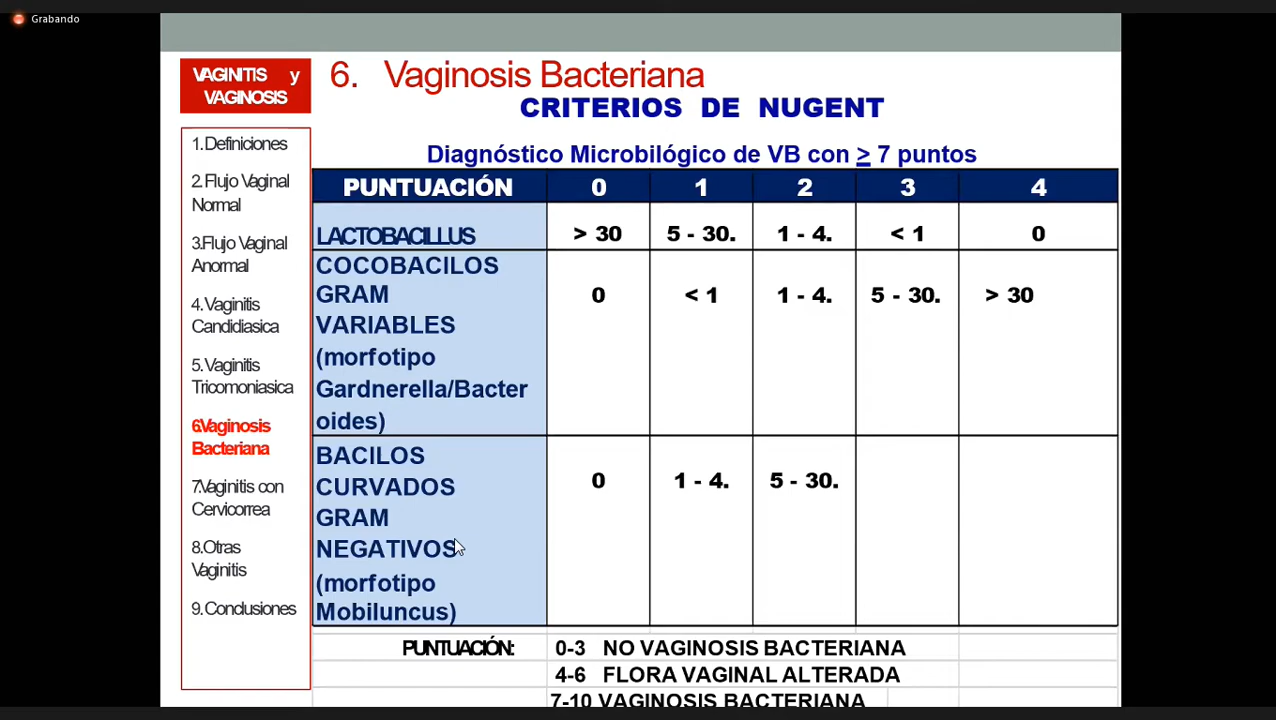 Grabando
VAGINITIS y
VAGINOSIS
6. Vaginosis Bacteriana
CRITERIOS DE NUGENT
Diagnóstico Microbilógico de VB con ≥ 7 puntos
1.Definiciones
2. Flujo Vaginal
Normal
3.Flujo Vaginal
Anormal
4. Vaginitis
Candidiasica
5. Vaginitis
Tricomoniasica
6.Vaginosis
Bacteriana
7.Vaginitis con
Cervicorrea
8.Otras
Vaginitis
9.Conclusiones
PUNTUACIÓN 0 1 2 3 4
LACTOBACILLUS > 30 5 - 30. 1 - 4. < 1 0
COCOBACILOS
GRAM 0 < 1 1 - 4. 5 - 30. > 30
VARIABLES
(morfotipo
Gardnerella/Bacter
oides)
BACILOS
CURVADOS 0 1 - 4. 5 - 30.
GRAM
NEGATIVOS
(morfotipo
Mobiluncus)
PUNTUACIÓN: 0-3 NO VAGINOSIS BACTERIANA
4-6 FLORA VAGINAL ALTERADA
7-10 VAGINOSIS BACTERIANA